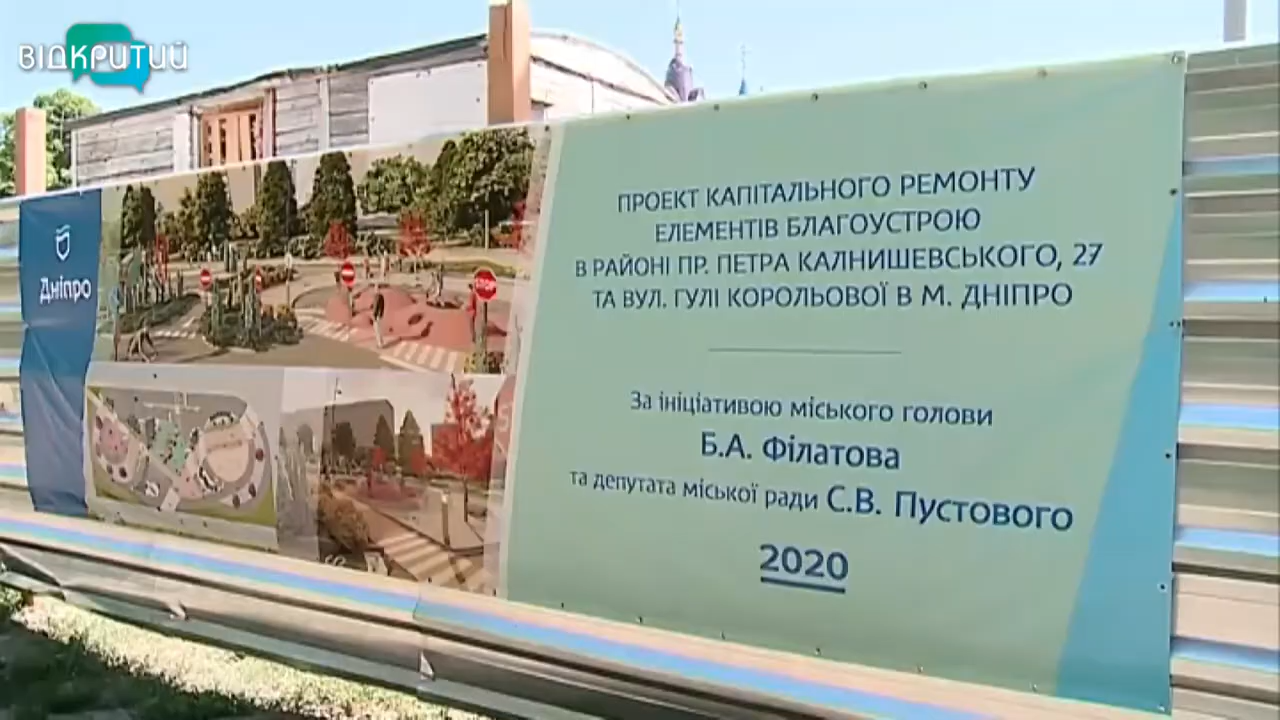 ВІДКРИТИЙ
Дніпро
STOP
ПРОЕКТ КАПІТАЛЬНОГО РЕМОНТУ
ЕЛЕМЕНТІВ БЛАГОУСТРОЮ
В РАЙОНІ ПР. ПЕТРА КАЛНИШЕВСЬКОГО, 27
ТА ВУЛ. ГУЛІ КОРОЛЬОВОЇ В М. ДНІПРО
За ініціативою міського голови
Б.А. Філатова
та депутата міської ради С.В. Пустового
2020